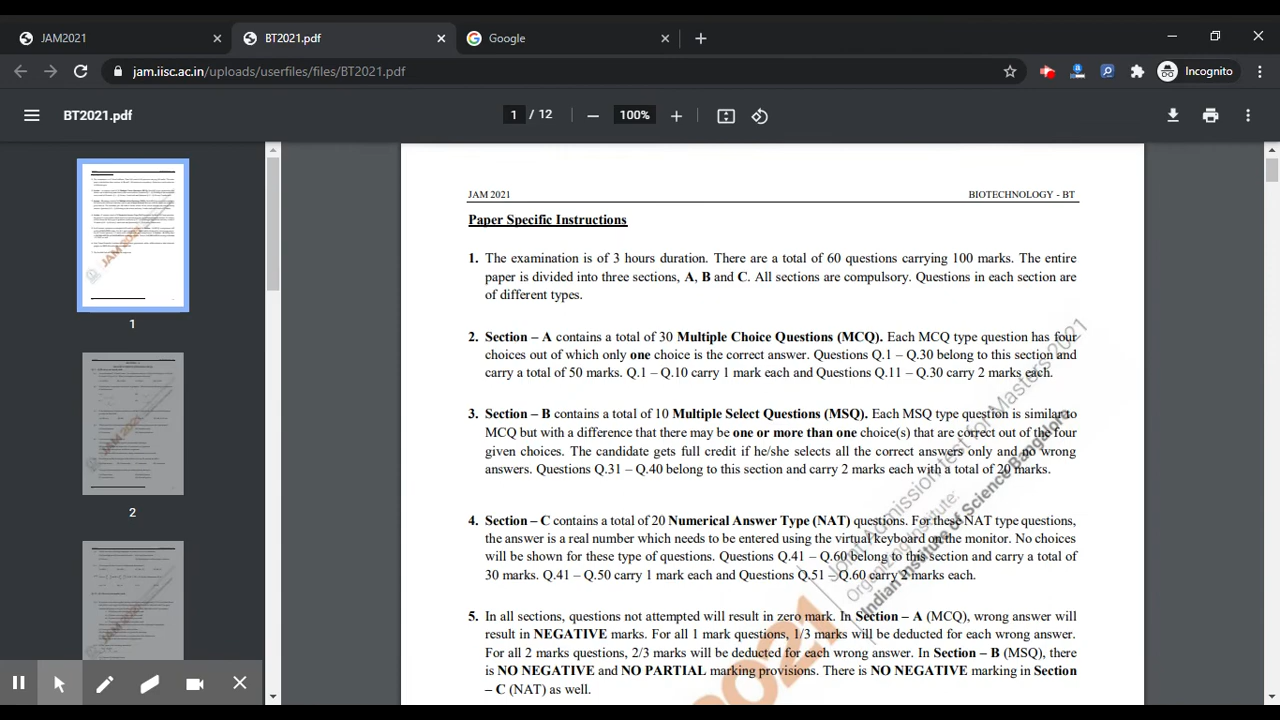 JAM2021
BT2021.pdf
Google
jam.iisc.ac.in/uploads/userfiles/files/BT2021.pdf
Incognito
BT2021.pdf
1 / 12
100%
1
2
JAM 2021
BIOTECHNOLOGY - BT
Paper Specific Instructions
1. The examination is of 3 hours duration. There are a total of 60 questions carrying 100 marks. The entire
paper is divided into three sections, A, B and C. All sections are compulsory. Questions in each section are
of different types.
2. Section – A contains a total of 30 Multiple Choice Questions (MCQ). Each MCQ type question has four
choices out of which only one choice is the correct answer. Questions Q.1 – Q.30 belong to this section and
carry a total of 50 marks. Q.1 – Q.10 carry 1 mark each and Questions Q.11 – Q.30 carry 2 marks each.
3. Section – B contains a total of 10 Multiple Select Questions (MSQ). Each MSQ type question is similar to
MCQ but with a difference that there may be one or more than one choice(s) that are correct out of the four
given choices. The candidate gets full credit if he/she selects all the correct answers only and no wrong
answers. Questions Q.31 – Q.40 belong to this section and carry 2 marks each with a total of 20 marks.
4. Section – C contains a total of 20 Numerical Answer Type (NAT) questions. For these NAT type questions,
the answer is a real number which needs to be entered using the virtual keyboard on the monitor. No choices
will be shown for these type of questions. Questions Q.41 – Q.60 belong to this section and carry a total of
30 marks. Q.41 – Q.50 carry 1 mark each and Questions Q.51 – Q.60 carry 2 marks each.
5. In all sections, questions not attempted will result in zero mark. In Section – A (MCQ), wrong answer will
result in NEGATIVE marks. For all 1 mark questions, 1/3 marks will be deducted for each wrong answer.
For all 2 marks questions, 2/3 marks will be deducted for each wrong answer. In Section – B (MSQ), there
is NO NEGATIVE and NO PARTIAL marking provisions. There is NO NEGATIVE marking in Section
– C (NAT) as well.
Admission test for Masters 2021
Organizing Institute:
Indian Institute of Science Bangalore
2021